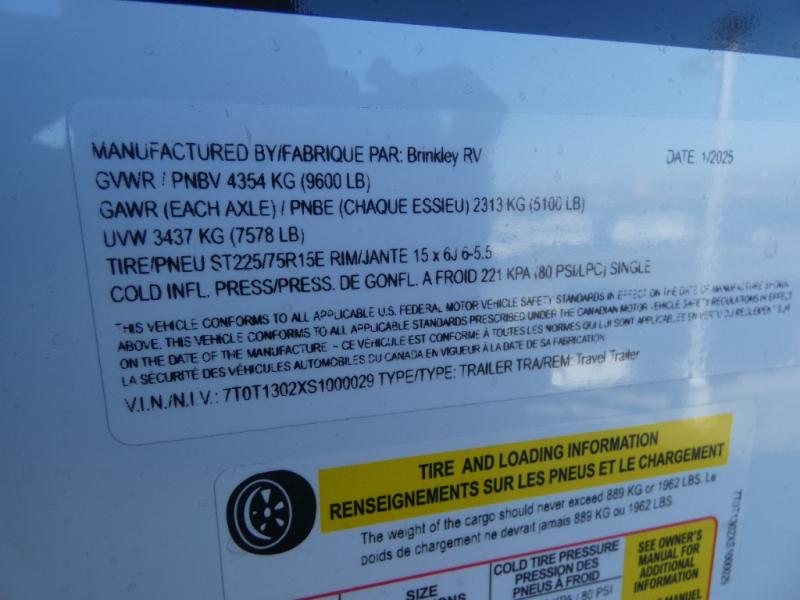 MANUFACTURED BY/FABRIQUE PAR: Brinkley RV DATE: 1/2025
GVWR / PNBV 4354 KG (9600 LB)
GAWR (EACH AXLE) / PNBE (CHAQUE ESSIEU) 2313 KG (5100 LB)
UVW 3437 KG (7578 LB)
TIRE/PNEU ST225/75R15E RIM/JANTE 15 x 6J 6-5.5
COLD INFL. PRESS/PRESS. DE GONFL. A FROID 221 KPA (80 PSI/LPC) SINGLE
THIS VEHICLE CONFORMS TO ALL APPLICABLE U.S. FEDERAL MOTOR VEHICLE SAFETY STANDARDS IN EFFECT ON THE DATE OF MANUFACTURE SHOWN
ABOVE. THIS VEHICLE CONFORMS TO ALL APPLICABLE STANDARDS PRESCRIBED UNDER THE CANADIAN MOTOR VEHICLE SAFETY REGULATIONS IN EFFECT
ON THE DATE OF THE MANUFACTURE - CE VÉHICULE EST CONFORME À TOUTES LES NORMES QUI LUI SONT APPLICABLES EN VERTU DU RÈGLEMENT SUR
LA SÉCURITÉ DES VÉHICULES AUTOMOBILES DU CANADA EN VIGUEUR À LA DATE DE SA FABRICATION
V.I.N./N.I.V.: 7T0T1302XS1000029 TYPE/TYPE: TRAILER TRA/REM: Travel Trailer
TIRE AND LOADING INFORMATION
RENSEIGNEMENTS SUR LES PNEUS ET LE CHARGEMENT
The weight of the cargo should never exceed 889 KG or 1962 LBS. Le
poids de chargement ne devrait jamais 889 KG ou 1962 LBS.
7T0T1302XS1000029
SIZE
COLD TIRE PRESSURE
PRESSION DES
PNEUS À FROID
KPA / 80 PSI
SEE OWNER'S
MANUAL FOR
ADDITIONAL
INFORMATION
MANUEL